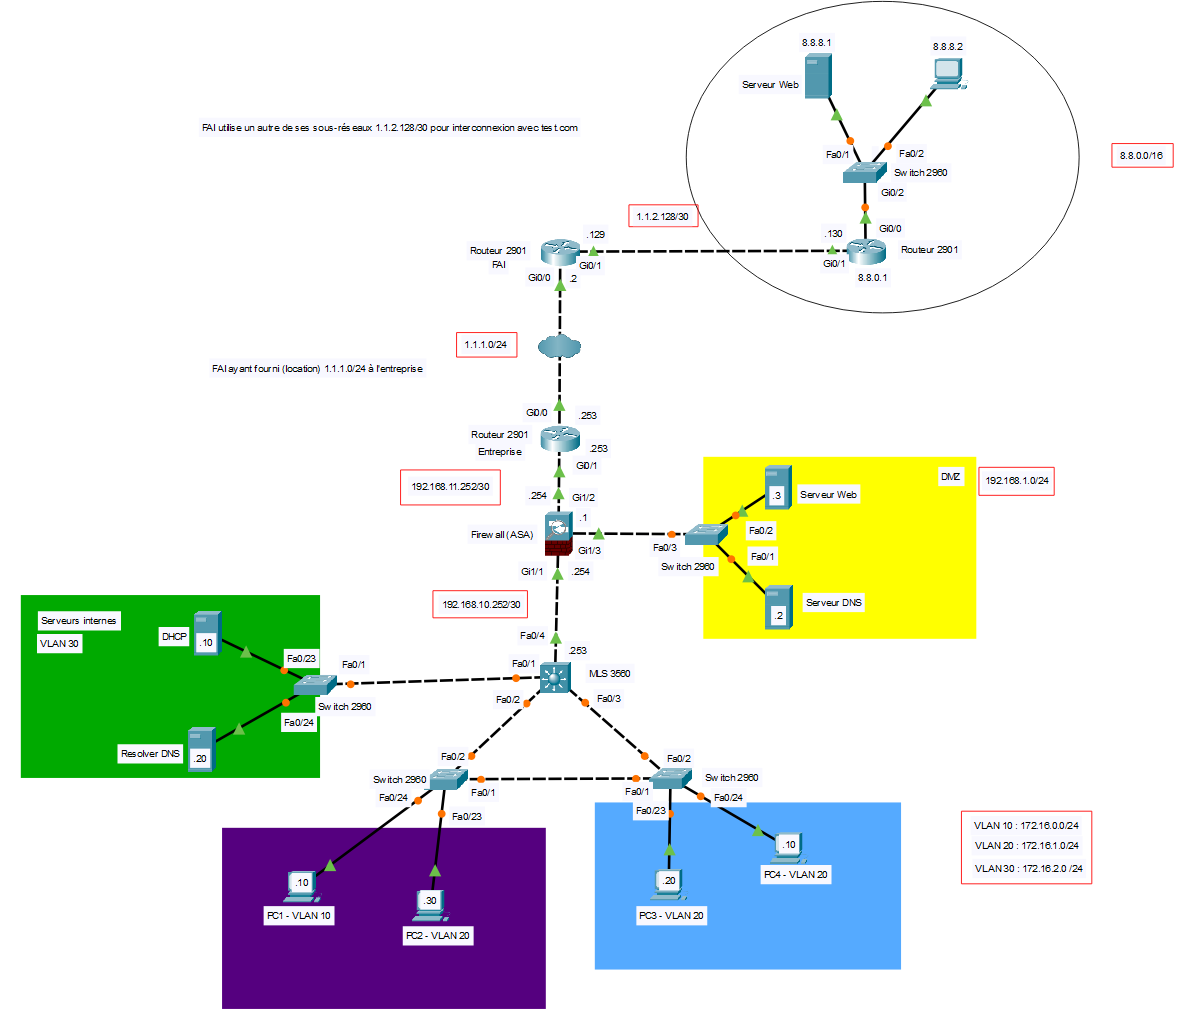 8.8.8.1
8.8.8.2
Serveur Web
FAI utilise un autre de ses sous-réseaux 1.1.2.128/30 pour interconnexion avec test.com
Fa0/1
Fa0/2
8.8.0.0/16
Switch 2960
Gi0/2
1.1.2.128/30
.129
.130
Gi0/0
Routeur 2901
FAI
Gi0/1
Gi0/1
Routeur 2901
Gi0/0
.2
8.8.0.1
1.1.1.0/24
FAI ayant fourni (location) 1.1.1.0/24 à l'entreprise
Gi0/0
.253
Routeur 2901
Entreprise
.253
Gi0/1
192.168.11.252/30
.254
Gi1/2
DMZ
192.168.1.0/24
.3
Serveur Web
.1
Firewall (ASA)
Fa0/2
Gi1/3
Fa0/3
Fa0/1
Switch 2960
Gi1/1
.254
192.168.10.252/30
Serveur DNS
.2
Serveurs internes
VLAN 30
DHCP
.10
Fa0/4
.253
Fa0/23
Fa0/1
Fa0/1
MLS 3560
Fa0/2
Fa0/3
Switch 2960
Fa0/24
Resolver DNS
.20
Fa0/2
Fa0/2
Switch 2960
Switch 2960
Fa0/24
Fa0/1
Fa0/1
Fa0/24
Fa0/23
Fa0/23
VLAN 10 : 172.16.0.0/24
VLAN 20 : 172.16.1.0/24
VLAN 30 : 172.16.2.0 /24
.10
PC4 - VLAN 20
.10
.30
.20
PC1 - VLAN 10
PC2 - VLAN 20
PC3 - VLAN 20